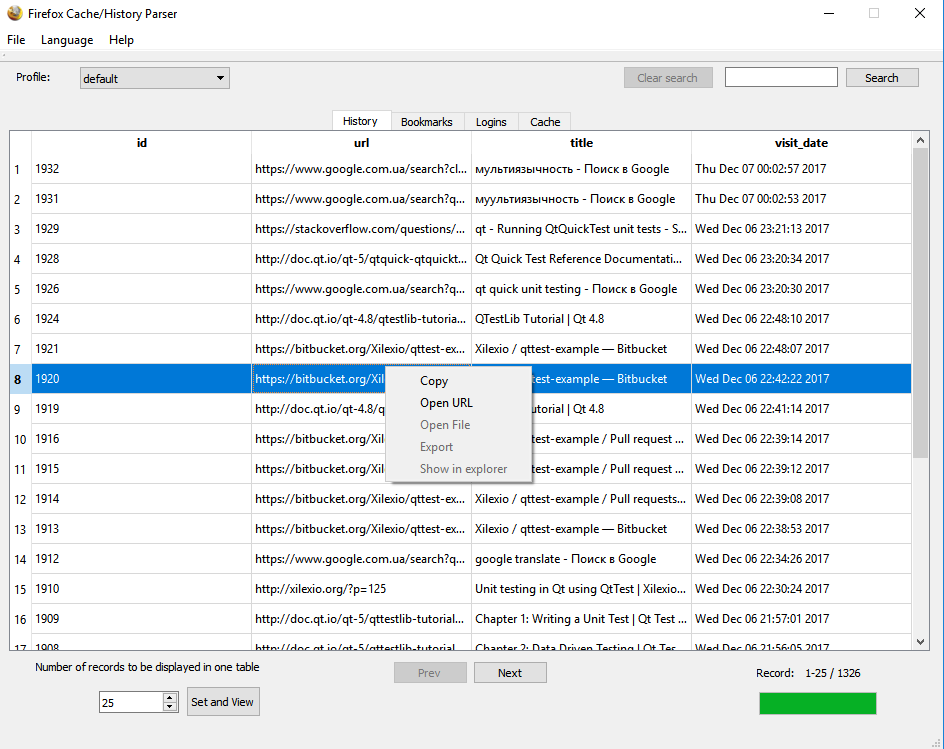 Firefox Cache/History Parser
File Language Help
Profile: default Clear search Search
History Bookmarks Logins Cache
id url title visit_date
1 1932 https://www.google.com.ua/search?cl... мультиязычность - Поиск в Google Thu Dec 07 00:02:57 2017
2 1931 https://www.google.com.ua/search?q... муультиязычность - Поиск в Google Thu Dec 07 00:02:53 2017
3 1929 https://stackoverflow.com/questions/... qt - Running QtQuickTest unit tests - S... Wed Dec 06 23:21:13 2017
4 1928 http://doc.qt.io/qt-5/qtquick-qtquickt... Qt Quick Test Reference Documentati... Wed Dec 06 23:20:34 2017
5 1926 https://www.google.com.ua/search?q... qt quick unit testing - Поиск в Google Wed Dec 06 23:20:30 2017
6 1924 http://doc.qt.io/qt-4.8/qtestlib-tutoria... QTestLib Tutorial | Qt 4.8 Wed Dec 06 22:48:10 2017
7 1921 https://bitbucket.org/Xilexio/qttest-ex... Xilexio / qttest-example — Bitbucket Wed Dec 06 22:48:07 2017
8 1920 https://bitbucket.org/Xil test-example — Bitbucket Wed Dec 06 22:42:22 2017
9 1919 http://doc.qt.io/qt-4.8/q utorial | Qt 4.8 Wed Dec 06 22:41:14 2017
10 1916 https://bitbucket.org/Xil test-example / Pull request ... Wed Dec 06 22:39:14 2017
11 1915 https://bitbucket.org/Xil test-example / Pull request ... Wed Dec 06 22:39:12 2017
Copy
Open URL
Open File
Export
Show in explorer
12 1914 https://bitbucket.org/Xilexio/qttest-ex... Xilexio / qttest-example / Pull requests... Wed Dec 06 22:39:08 2017
13 1913 https://bitbucket.org/Xilexio/qttest-ex... Xilexio / qttest-example — Bitbucket Wed Dec 06 22:38:53 2017
14 1912 https://www.google.com.ua/search?q... google translate - Поиск в Google Wed Dec 06 22:34:26 2017
15 1910 http://xilexio.org/?p=125 Unit testing in Qt using QtTest | Xilexio... Wed Dec 06 22:30:24 2017
16 1909 http://doc.qt.io/qt-5/qttestlib-tutorial... Chapter 1: Writing a Unit Test | Qt Test ... Wed Dec 06 21:57:01 2017
17 1908 http://doc.qt.io/qt-5/qttestlib-tutorial... Chapter 2: Data Driven Testing | Qt Tes... Wed Dec 06 21:56:05 2017
Number of records to be displayed in one table Prev Next Record: 1-25 / 1326
25 Set and View